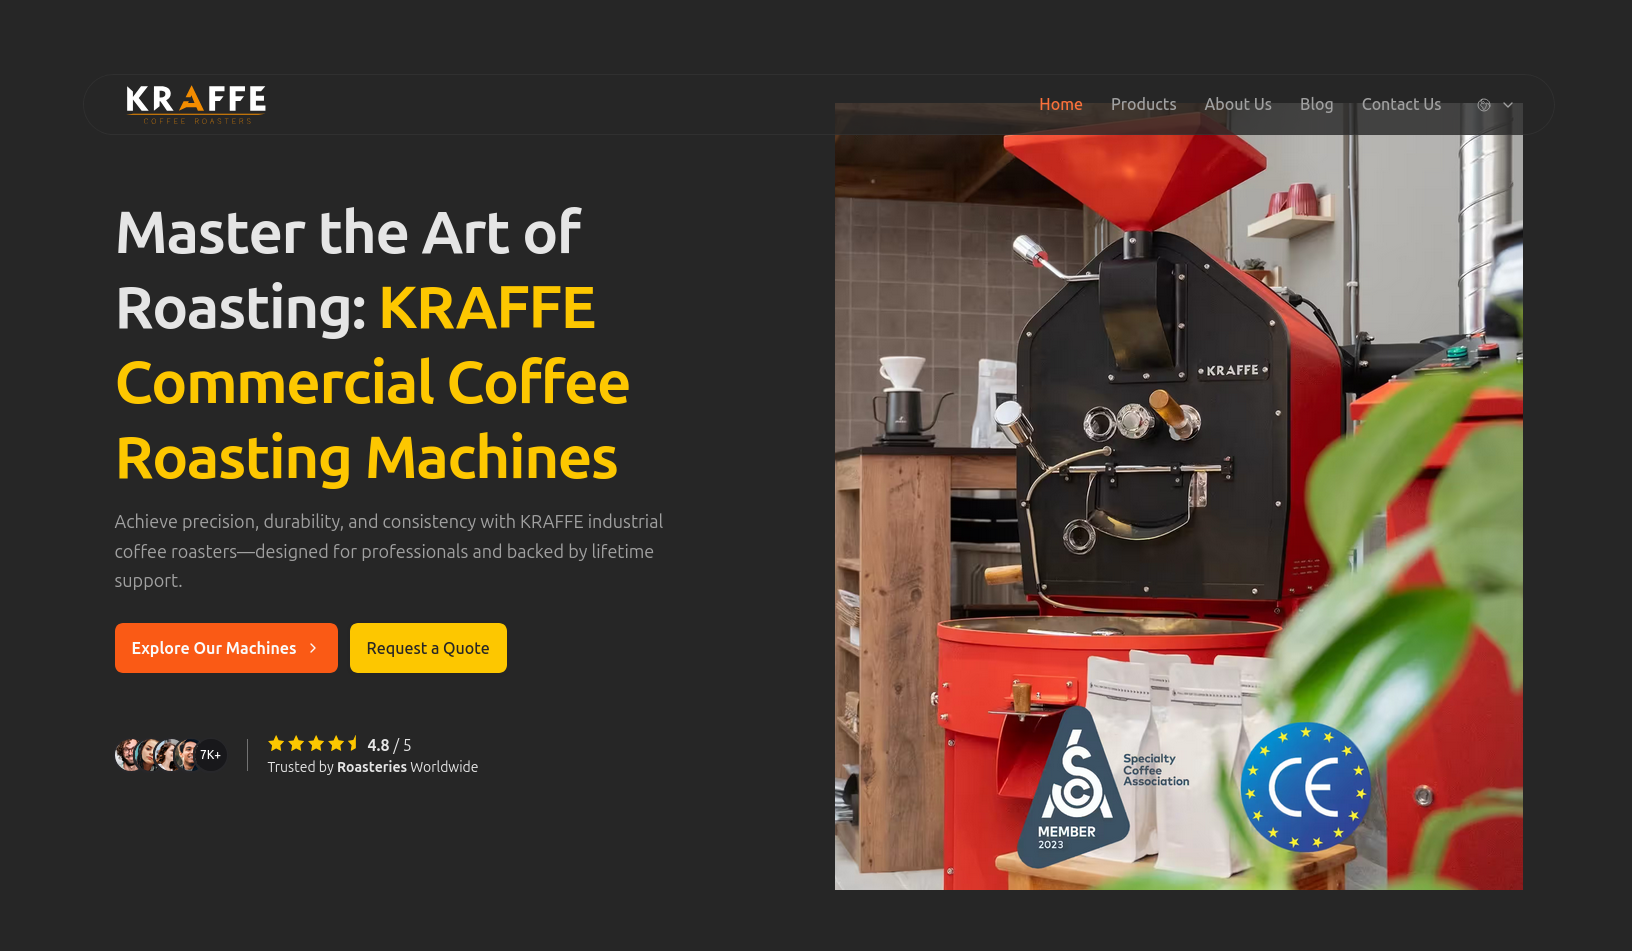 KRAFFE
COFFEE ROASTERS
Home
Products
About Us
Blog
Contact Us
Master the Art of
Roasting: KRAFFE
Commercial Coffee
Roasting Machines
Achieve precision, durability, and consistency with KRAFFE industrial
coffee roasters—designed for professionals and backed by lifetime
support.
Explore Our Machines
Request a Quote
7K+
4.8 / 5
Trusted by Roasteries Worldwide
KRAFFE
Specialty
Coffee
Association
MEMBER
2023
CE